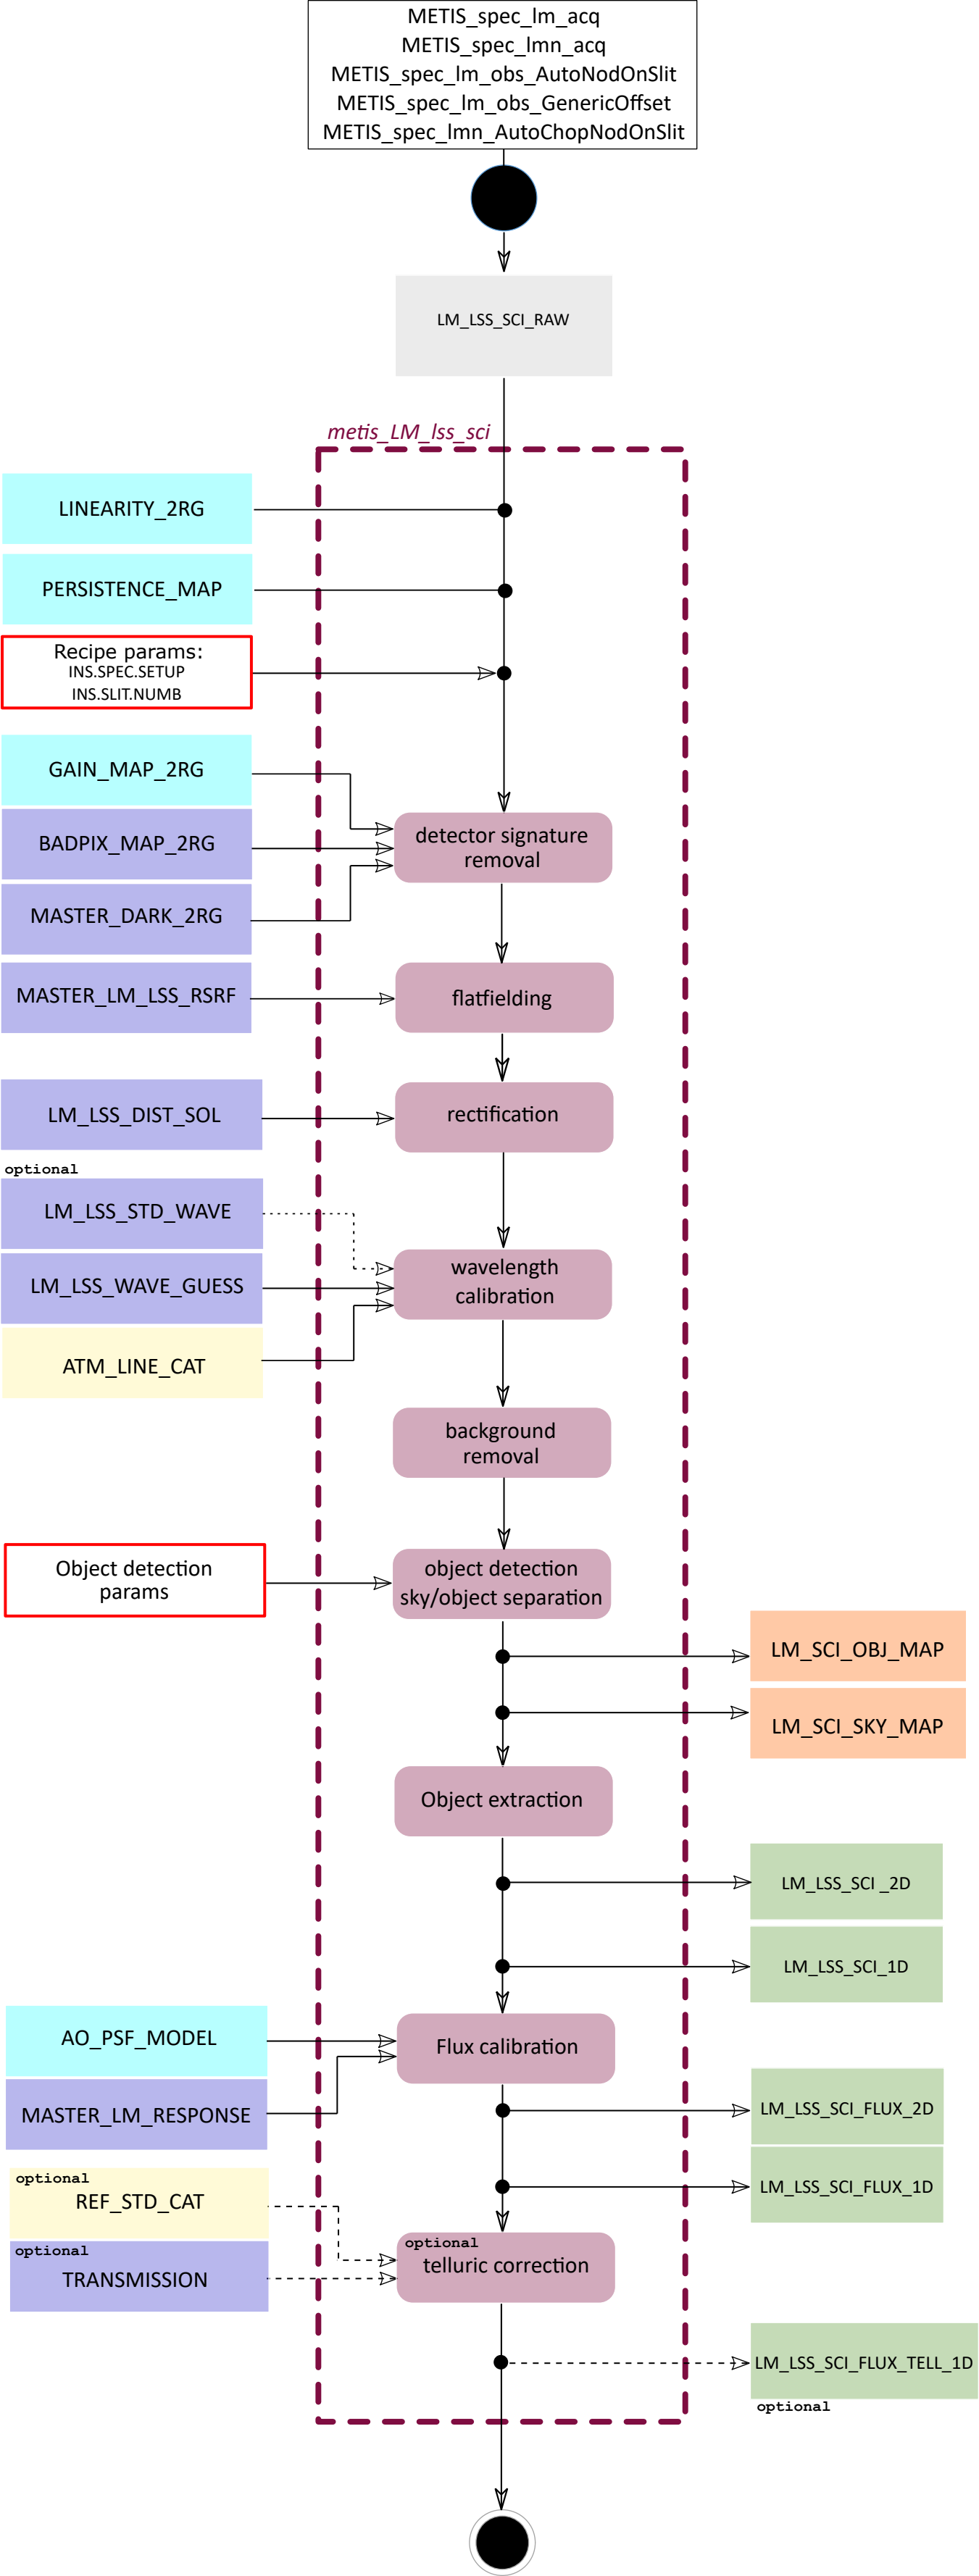 METIS_spec_lm_acq
METIS_spec_lmn_acq
METIS_spec_lm_obs_AutoNodOnSlit
METIS_spec_lm_obs_GenericOffset
METIS_spec_lmn_AutoChopNodOnSlit
LM_LSS_SCI_RAW
metis_LM_lss_sci
LINEARITY_2RG
PERSISTENCE_MAP
Recipe params:
INS.SPEC.SETUP
INS.SLIT.NUMB
GAIN_MAP_2RG
BADPIX_MAP_2RG
MASTER_DARK_2RG
detector signature
removal
MASTER_LM_LSS_RSRF
flatfielding
LM_LSS_DIST_SOL
rectification
optional
LM_LSS_STD_WAVE
LM_LSS_WAVE_GUESS
ATM_LINE_CAT
wavelength
calibration
background
removal
Object detection
params
object detection
sky/object separation
LM_SCI_OBJ_MAP
LM_SCI_SKY_MAP
Object extraction
LM_LSS_SCI _2D
LM_LSS_SCI_1D
AO_PSF_MODEL
MASTER_LM_RESPONSE
Flux calibration
LM_LSS_SCI_FLUX_2D
LM_LSS_SCI_FLUX_1D
optional
REF_STD_CAT
optional
TRANSMISSION
optional
telluric correction
LM_LSS_SCI_FLUX_TELL_1D
optional